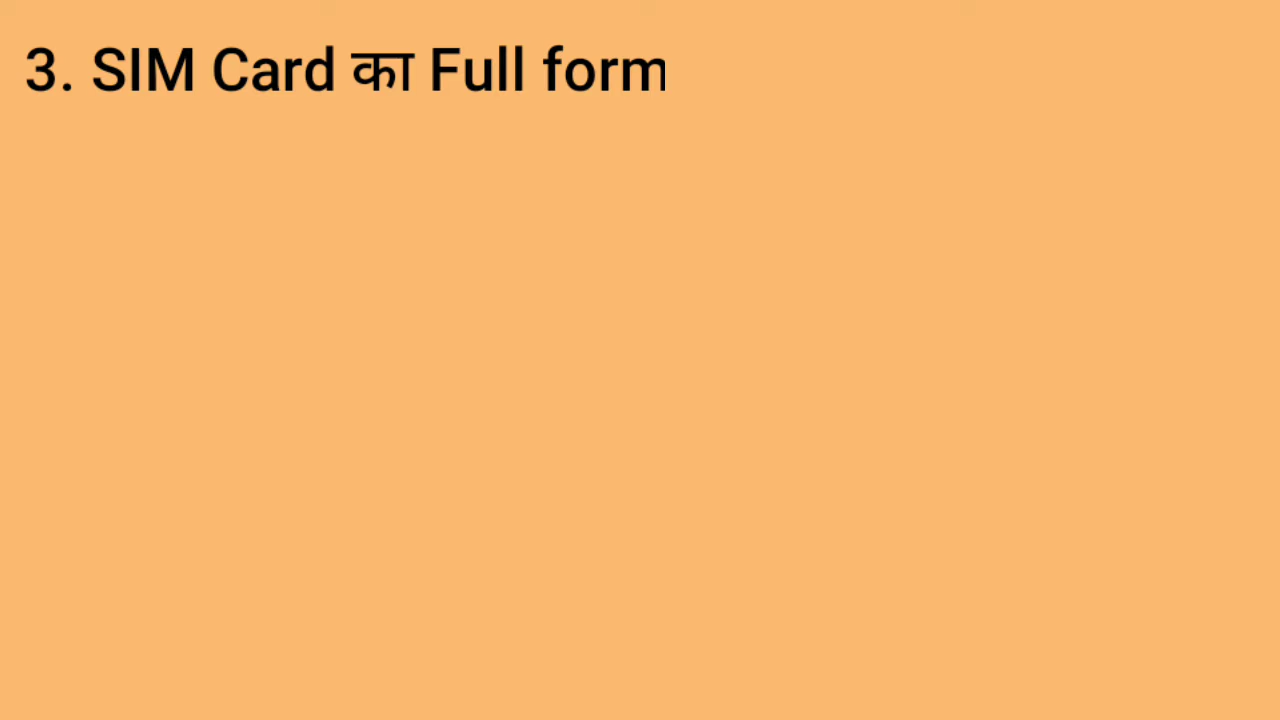 3. SIM Card का Full form